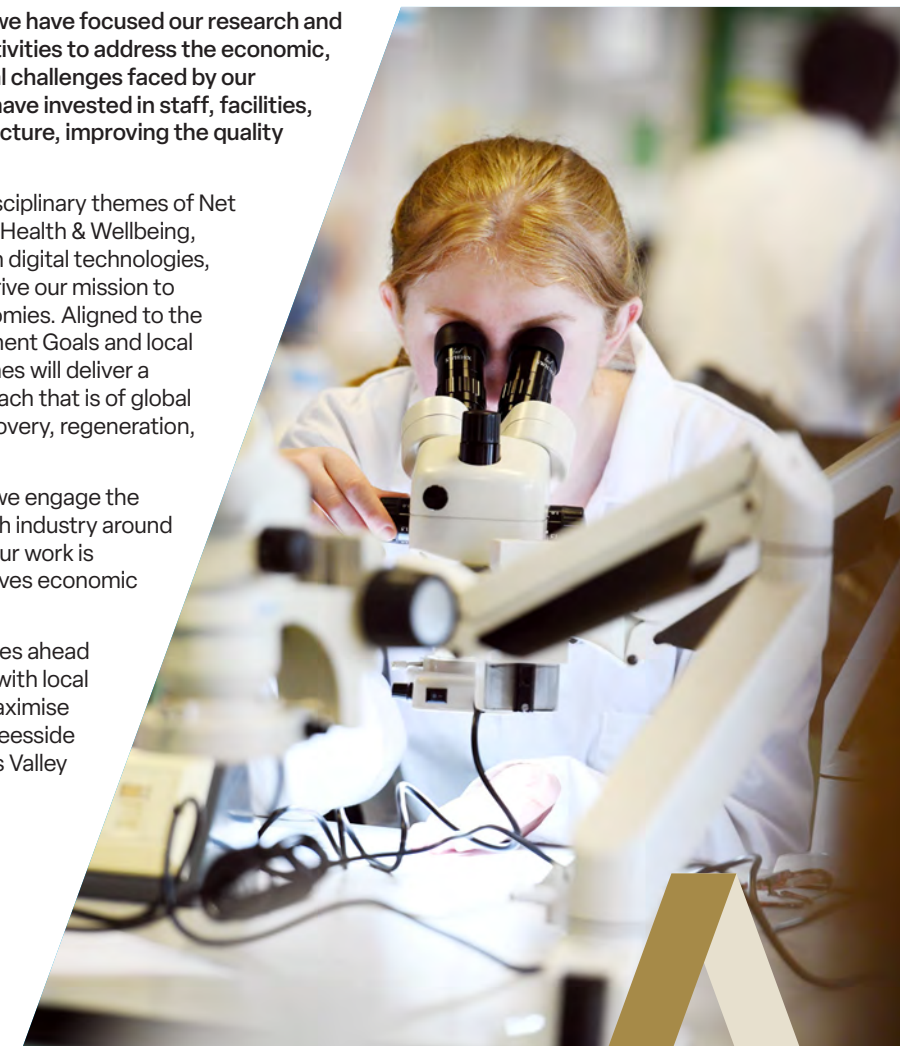 we have focused our research and
tivities to address the economic,
l challenges faced by our
have invested in staff, facilities,
cture, improving the quality
sciplinary themes of Net
Health & Wellbeing,
n digital technologies,
rive our mission to
omies. Aligned to the
nent Goals and local
nes will deliver a
ach that is of global
overy, regeneration,
we engage the
h industry around
ur work is
ves economic
es ahead
with local
aximise
eesside
s Valley